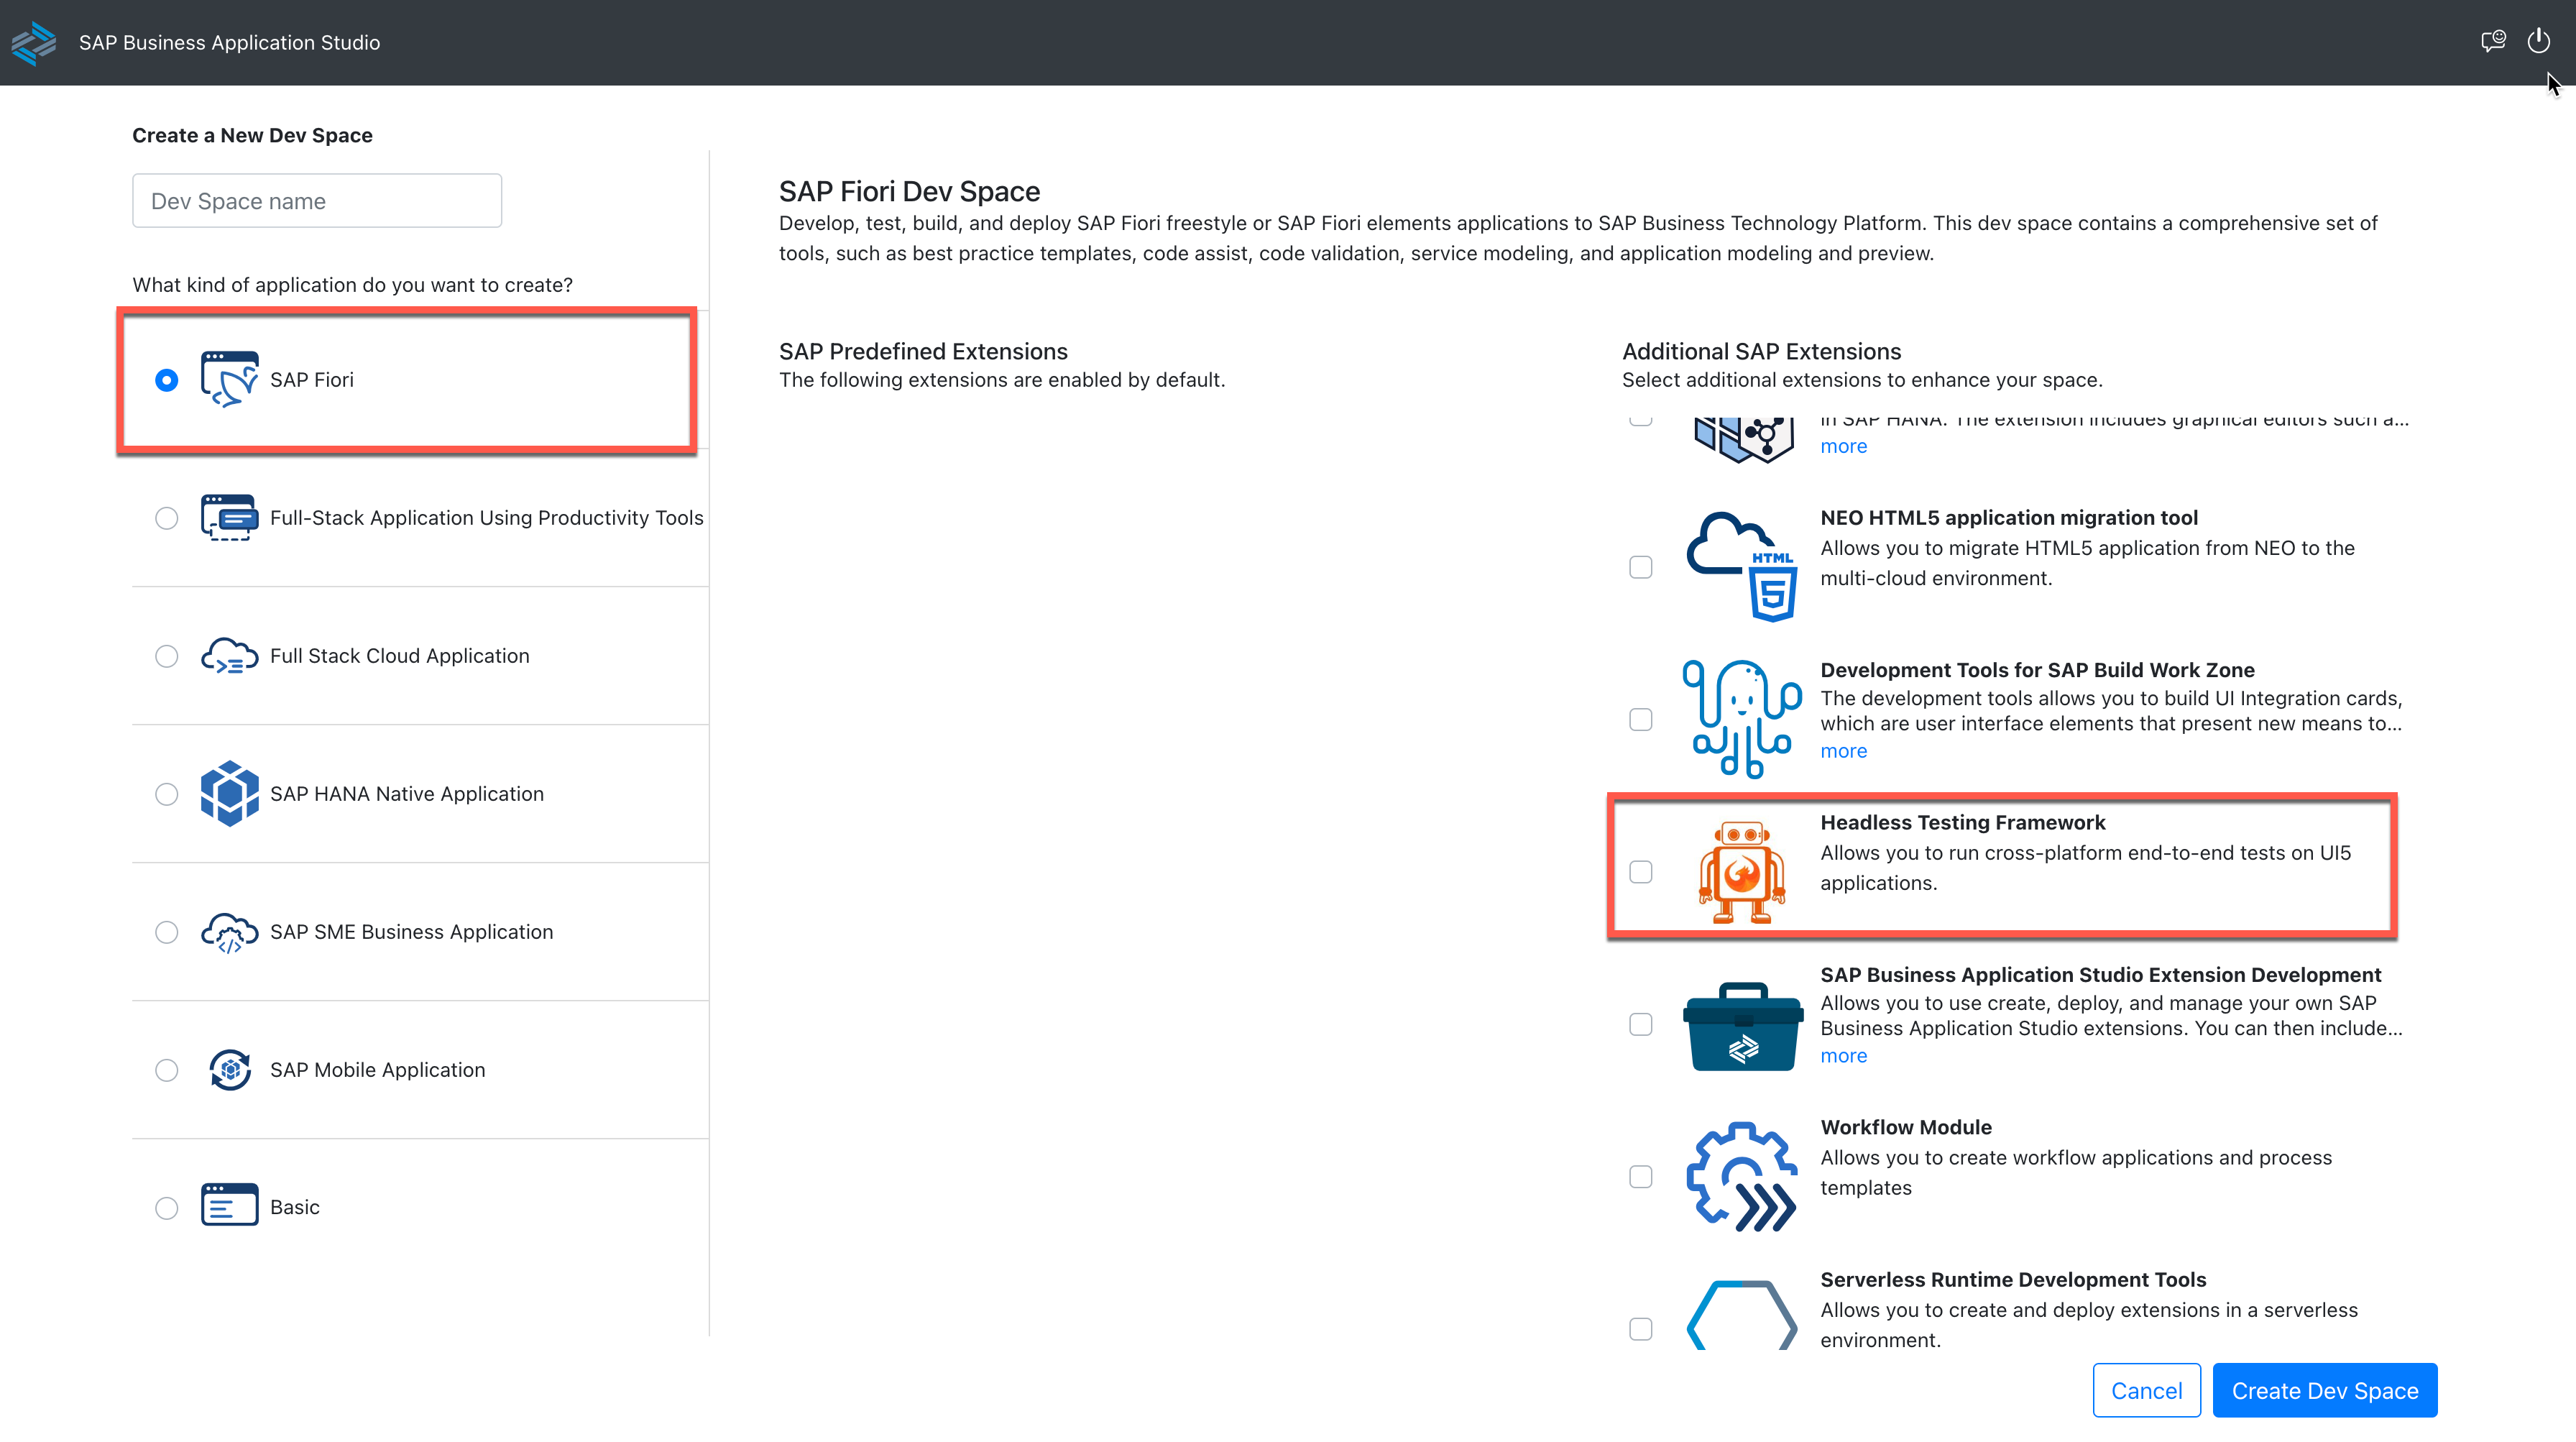 SAP Business Application Studio
Create a New Dev Space
Dev Space name
What kind of application do you want to create?
SAP Fiori
Full-Stack Application Using Productivity Tools
Full Stack Cloud Application
SAP HANA Native Application
SAP SME Business Application
SAP Mobile Application
Basic
SAP Fiori Dev Space
Develop, test, build, and deploy SAP Fiori freestyle or SAP Fiori elements applications to SAP Business Technology Platform. This dev space contains a comprehensive set of
tools, such as best practice templates, code assist, code validation, service modeling, and application modeling and preview.
SAP Predefined Extensions
The following extensions are enabled by default.
Additional SAP Extensions
Select additional extensions to enhance your space.
in SAP HANA. The extension includes graphical editors such a...
more
HTML
5
NEO HTML5 application migration tool
Allows you to migrate HTML5 application from NEO to the
multi-cloud environment.
Development Tools for SAP Build Work Zone
The development tools allows you to build UI Integration cards,
which are user interface elements that present new means to...
more
Headless Testing Framework
Allows you to run cross-platform end-to-end tests on UI5
applications.
SAP Business Application Studio Extension Development
Allows you to use create, deploy, and manage your own SAP
Business Application Studio extensions. You can then include...
more
Workflow Module
Allows you to create workflow applications and process
templates
Serverless Runtime Development Tools
Allows you to create and deploy extensions in a serverless
environment.
Cancel
Create Dev Space